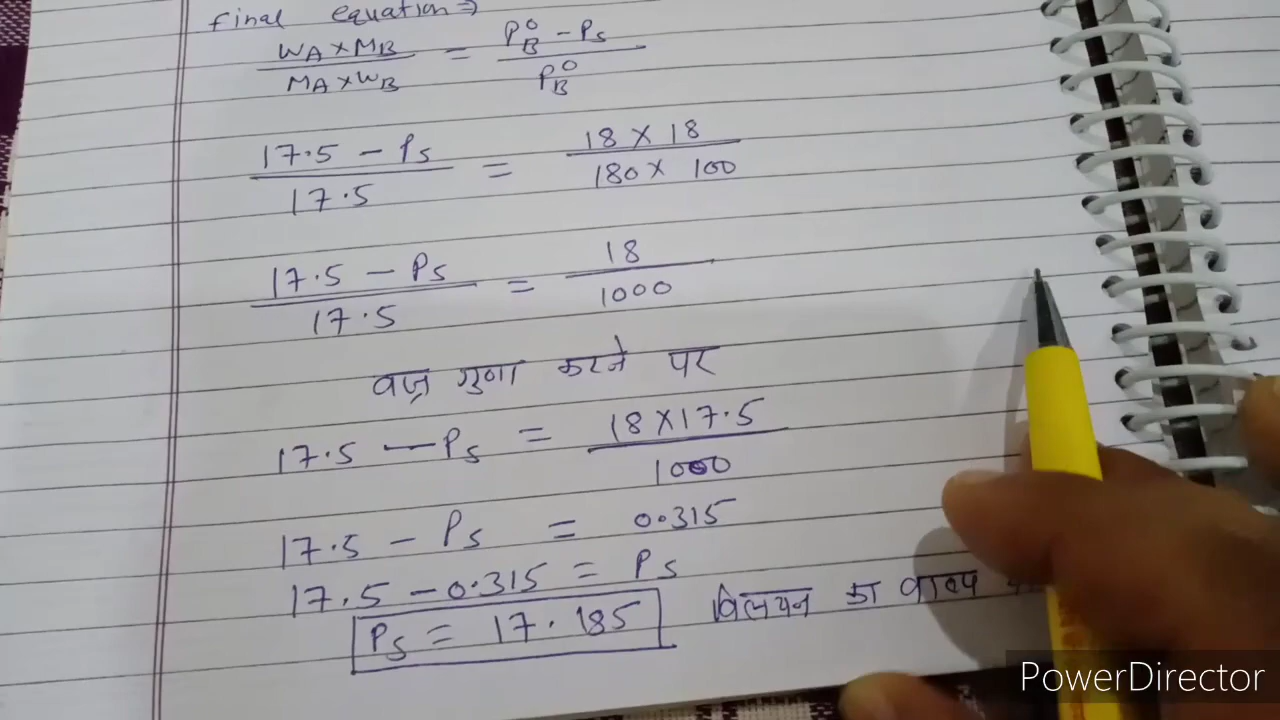 final equation ⇒
WA × MB / MA × WB = P°B - Ps / P°B
17.5 - Ps / 17.5 = 18 × 18 / 180 × 100
17.5 - Ps / 17.5 = 18 / 1000
वज्र गुणा करने पर
17.5 - Ps = 18 × 17.5 / 1000
17.5 - Ps = 0.315
17.5 - 0.315 = Ps
Ps = 17.185 विलयन का वाष्प
PowerDirector